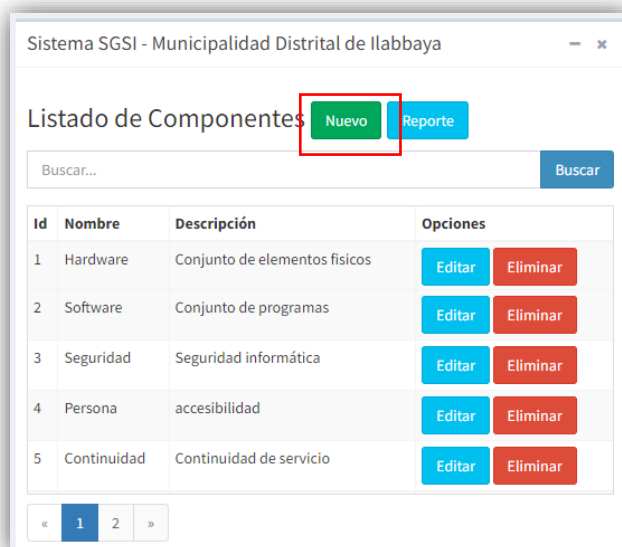 Sistema SGSI - Municipalidad Distrital de Ilabbaya
Listado de Componentes Nuevo Reporte
Buscar... Buscar
Id Nombre Descripción Opciones
1 Hardware Conjunto de elementos fisicos Editar Eliminar
2 Software Conjunto de programas Editar Eliminar
3 Seguridad Seguridad informática Editar Eliminar
4 Persona accesibilidad Editar Eliminar
5 Continuidad Continuidad de servicio Editar Eliminar
« 1 2 »